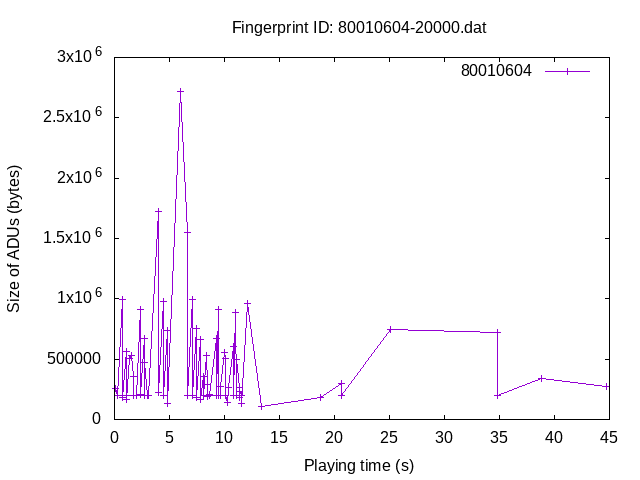 Fingerprint ID: 80010604-20000.dat
3x10^6
80010604
2.5x10^6
2x10^6
1.5x10^6
1x10^6
500000
0
Size of ADUs (bytes)
0 5 10 15 20 25 30 35 40 45
Playing time (s)